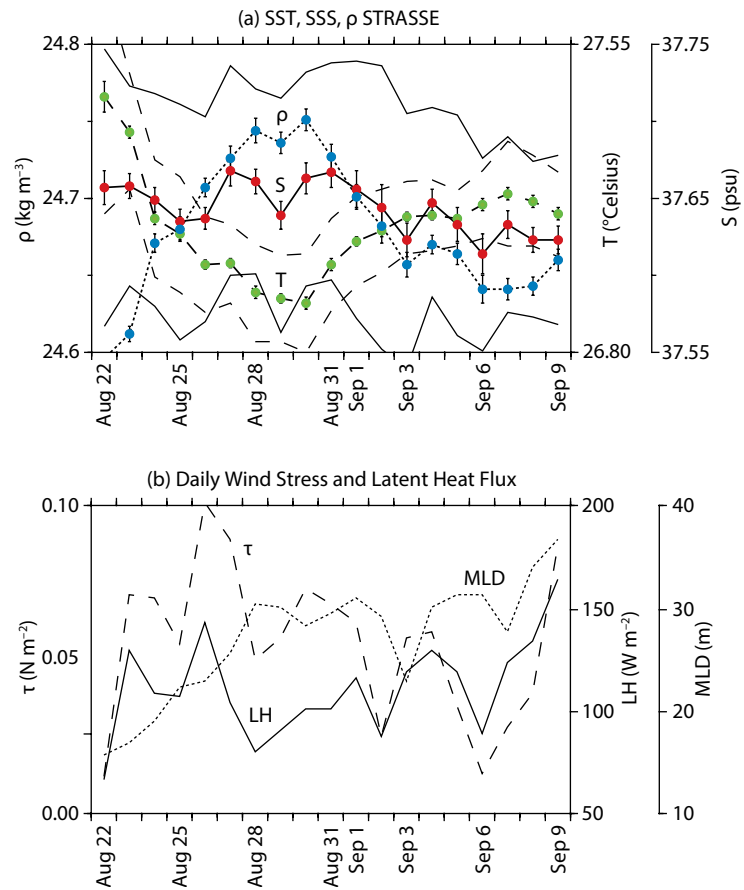 (a) SST, SSS, ρ STRASSE
24.8
27.55
37.75
ρ
24.7
S
37.65
ρ (kg m⁻³)
T (°Celsius)
S (psu)
T
24.6
26.80
37.55
Aug 22
Aug 25
Aug 28
Aug 31
Sep 1
Sep 3
Sep 6
Sep 9
(b) Daily Wind Stress and Latent Heat Flux
0.10
200
40
τ
MLD
150
30
0.05
τ (N m⁻²)
LH (W m⁻²)
MLD (m)
LH
100
20
0.00
50
10
Aug 22
Aug 25
Aug 28
Aug 31
Sep 1
Sep 3
Sep 6
Sep 9